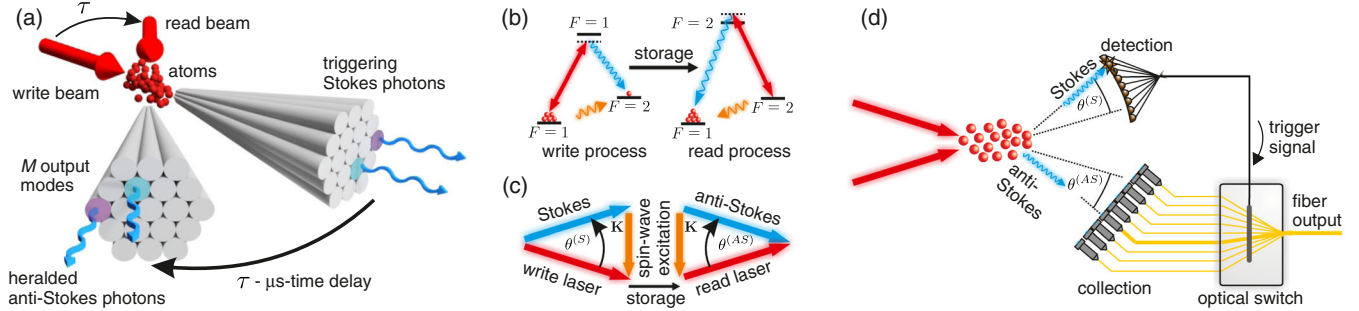 (a)
τ
read beam
atoms
write beam
triggering
Stokes photons
M output
modes
heralded
anti-Stokes photons
τ - μs-time delay
(b)
F = 1
F = 2
storage
F = 2
F = 1
F = 2
F = 1
write process
read process
(c)
Stokes
anti-Stokes
K
K
θ(S)
θ(AS)
spin-wave
excitation
write laser
read laser
storage
(d)
detection
Stokes
θ(S)
trigger
signal
anti-
Stokes
θ(AS)
fiber
output
collection
optical switch